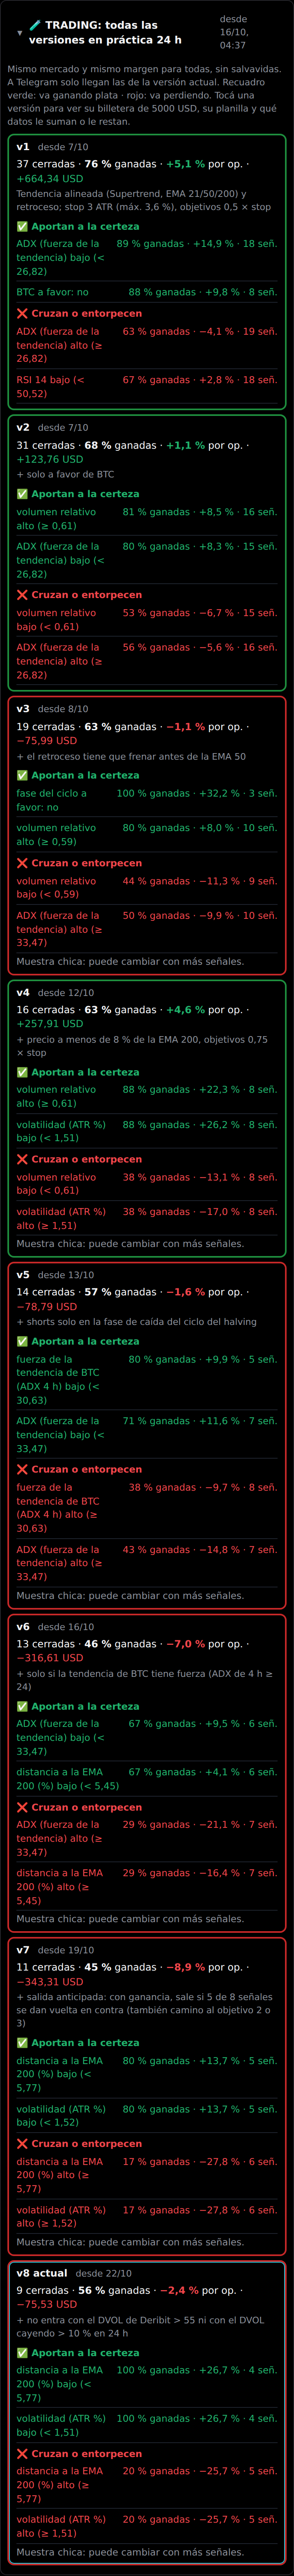 ▼ 🧪 TRADING: todas las versiones en práctica 24 h
desde 16/10, 04:37
Mismo mercado y mismo margen para todas, sin salvavidas.
A Telegram solo llegan las de la versión actual. Recuadro
verde: va ganando plata · rojo: va perdiendo. Tocá una
versión para ver su billetera de 5000 USD, su planilla y qué
datos le suman o le restan.
v1 desde 7/10
37 cerradas · 76 % ganadas · +5,1 % por op. ·
+664,34 USD
Tendencia alineada (Supertrend, EMA 21/50/200) y
retroceso; stop 3 ATR (máx. 3,6 %), objetivos 0,5 × stop
✅ Aportan a la certeza
ADX (fuerza de la tendencia) bajo (< 26,82) 89 % ganadas · +14,9 % · 18 señ.
BTC a favor: no 88 % ganadas · +9,8 % · 8 señ.
❌ Cruzan o entorpecen
ADX (fuerza de la tendencia) alto (≥ 26,82) 63 % ganadas · −4,1 % · 19 señ.
RSI 14 bajo (< 50,52) 67 % ganadas · +2,8 % · 18 señ.
v2 desde 7/10
31 cerradas · 68 % ganadas · +1,1 % por op. ·
+123,76 USD
+ solo a favor de BTC
✅ Aportan a la certeza
volumen relativo alto (≥ 0,61) 81 % ganadas · +8,5 % · 16 señ.
ADX (fuerza de la tendencia) bajo (< 26,82) 80 % ganadas · +8,3 % · 15 señ.
❌ Cruzan o entorpecen
volumen relativo bajo (< 0,61) 53 % ganadas · −6,7 % · 15 señ.
ADX (fuerza de la tendencia) alto (≥ 26,82) 56 % ganadas · −5,6 % · 16 señ.
v3 desde 8/10
19 cerradas · 63 % ganadas · −1,1 % por op. ·
−75,99 USD
+ el retroceso tiene que frenar antes de la EMA 50
✅ Aportan a la certeza
fase del ciclo a favor: no 100 % ganadas · +32,2 % · 3 señ.
volumen relativo alto (≥ 0,59) 80 % ganadas · +8,0 % · 10 señ.
❌ Cruzan o entorpecen
volumen relativo bajo (< 0,59) 44 % ganadas · −11,3 % · 9 señ.
ADX (fuerza de la tendencia) alto (≥ 33,47) 50 % ganadas · −9,9 % · 10 señ.
Muestra chica: puede cambiar con más señales.
v4 desde 12/10
16 cerradas · 63 % ganadas · +4,6 % por op. ·
+257,91 USD
+ precio a menos de 8 % de la EMA 200, objetivos 0,75
× stop
✅ Aportan a la certeza
volumen relativo alto (≥ 0,61) 88 % ganadas · +22,3 % · 8 señ.
volatilidad (ATR %) bajo (< 1,51) 88 % ganadas · +26,2 % · 8 señ.
❌ Cruzan o entorpecen
volumen relativo bajo (< 0,61) 38 % ganadas · −13,1 % · 8 señ.
volatilidad (ATR %) alto (≥ 1,51) 38 % ganadas · −17,0 % · 8 señ.
Muestra chica: puede cambiar con más señales.
v5 desde 13/10
14 cerradas · 57 % ganadas · −1,6 % por op. ·
−78,79 USD
+ shorts solo en la fase de caída del ciclo del halving
✅ Aportan a la certeza
fuerza de la tendencia de BTC (ADX 4 h) bajo (< 30,63) 80 % ganadas · +9,9 % · 5 señ.
ADX (fuerza de la tendencia) bajo (< 33,47) 71 % ganadas · +11,6 % · 7 señ.
❌ Cruzan o entorpecen
fuerza de la tendencia de BTC (ADX 4 h) alto (≥ 30,63) 38 % ganadas · −9,7 % · 8 señ.
ADX (fuerza de la tendencia) alto (≥ 33,47) 43 % ganadas · −14,8 % · 7 señ.
Muestra chica: puede cambiar con más señales.
v6 desde 16/10
13 cerradas · 46 % ganadas · −7,0 % por op. ·
−316,61 USD
+ solo si la tendencia de BTC tiene fuerza (ADX de 4 h ≥
24)
✅ Aportan a la certeza
ADX (fuerza de la tendencia) bajo (< 33,47) 67 % ganadas · +9,5 % · 6 señ.
distancia a la EMA 200 (%) bajo (< 5,45) 67 % ganadas · +4,1 % · 6 señ.
❌ Cruzan o entorpecen
ADX (fuerza de la tendencia) alto (≥ 33,47) 29 % ganadas · −21,1 % · 7 señ.
distancia a la EMA 200 (%) alto (≥ 5,45) 29 % ganadas · −16,4 % · 7 señ.
Muestra chica: puede cambiar con más señales.
v7 desde 19/10
11 cerradas · 45 % ganadas · −8,9 % por op. ·
−343,31 USD
+ salida anticipada: con ganancia, sale si 5 de 8 señales
se dan vuelta en contra (también camino al objetivo 2 o
3)
✅ Aportan a la certeza
distancia a la EMA 200 (%) bajo (< 5,77) 80 % ganadas · +13,7 % · 5 señ.
volatilidad (ATR %) bajo (< 1,52) 80 % ganadas · +13,7 % · 5 señ.
❌ Cruzan o entorpecen
distancia a la EMA 200 (%) alto (≥ 5,77) 17 % ganadas · −27,8 % · 6 señ.
volatilidad (ATR %) alto (≥ 1,52) 17 % ganadas · −27,8 % · 6 señ.
Muestra chica: puede cambiar con más señales.
v8 actual desde 22/10
9 cerradas · 56 % ganadas · −2,4 % por op. ·
−75,53 USD
+ no entra con el DVOL de Deribit > 55 ni con el DVOL
cayendo > 10 % en 24 h
✅ Aportan a la certeza
distancia a la EMA 200 (%) bajo (< 5,77) 100 % ganadas · +26,7 % · 4 señ.
volatilidad (ATR %) bajo (< 1,51) 100 % ganadas · +26,7 % · 4 señ.
❌ Cruzan o entorpecen
distancia a la EMA 200 (%) alto (≥ 5,77) 20 % ganadas · −25,7 % · 5 señ.
volatilidad (ATR %) alto (≥ 1,51) 20 % ganadas · −25,7 % · 5 señ.
Muestra chica: puede cambiar con más señales.